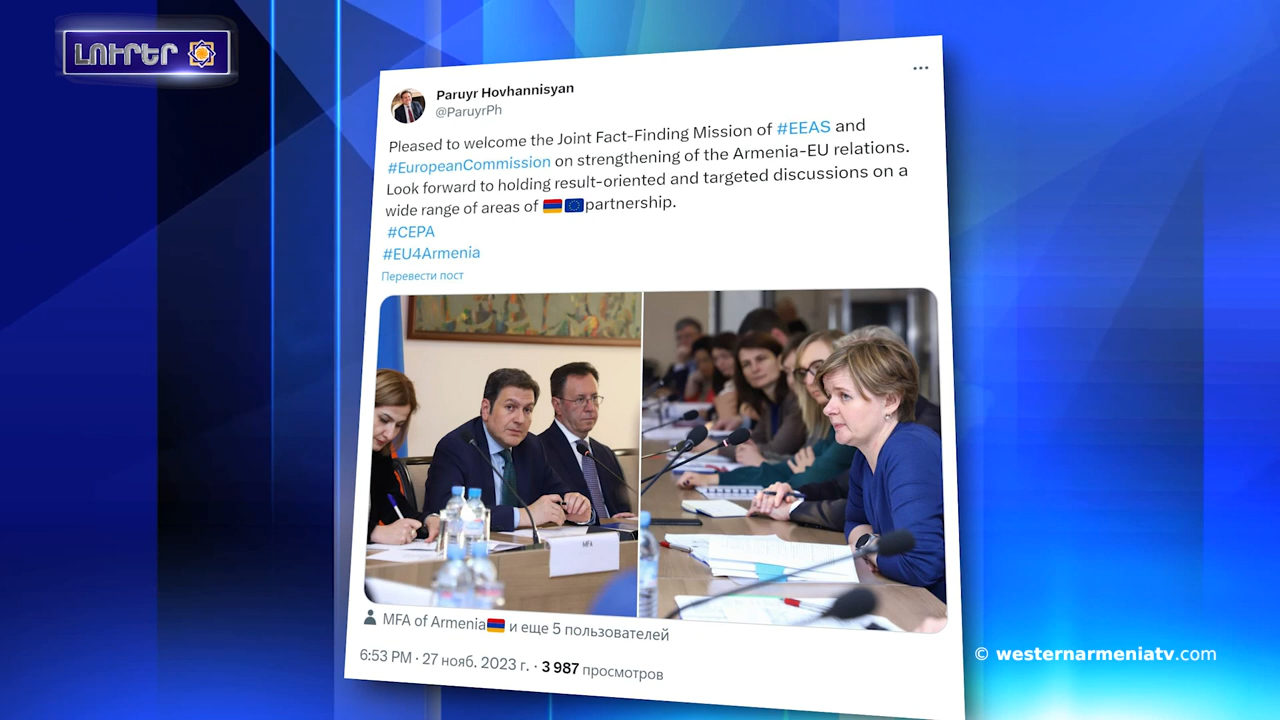 ԼՈՒՐԵՐ
Paruyr Hovhannisyan
@ParuyrPh
Pleased to welcome the Joint Fact-Finding Mission of #EEAS and
#EuropeanCommission on strengthening of the Armenia-EU relations.
Look forward to holding result-oriented and targeted discussions on a
wide range of areas of 🇦🇲🇪🇺partnership.
#CEPA
#EU4Armenia
Перевести пост
MFA
MFA of Armenia🇦🇲 и еще 5 пользователей
6:53 PM · 27 нояб. 2023 г. · 3 987 просмотров
© westernarmeniatv.com